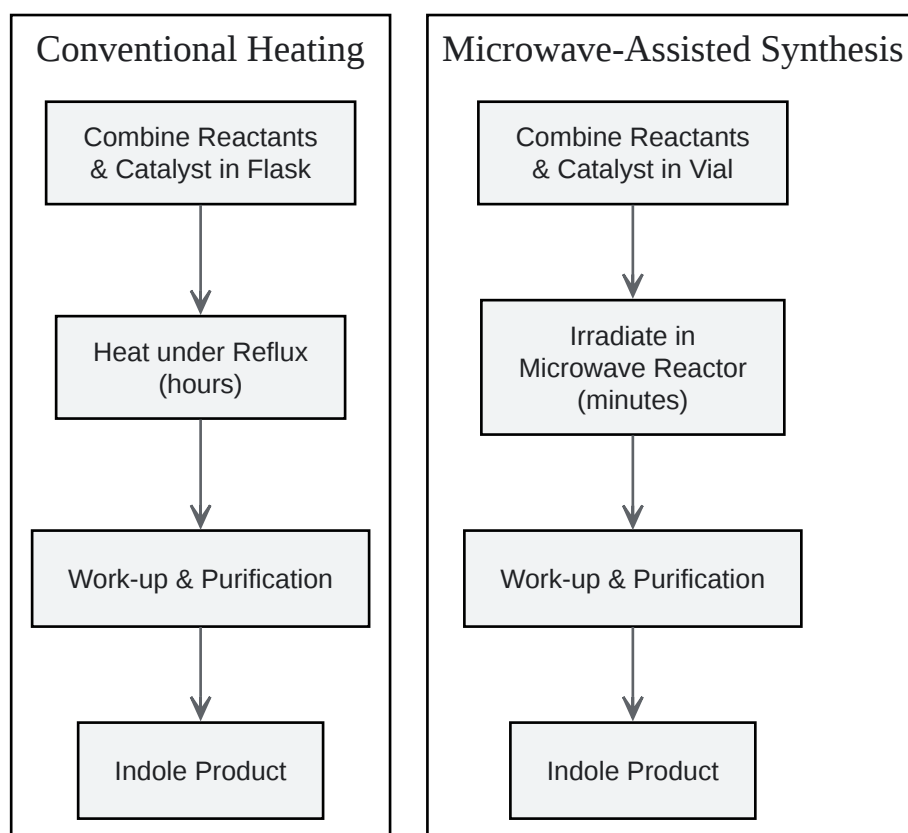 Conventional Heating
Combine Reactants
& Catalyst in Flask
Heat under Reflux
(hours)
Work-up & Purification
Indole Product
Microwave-Assisted Synthesis
Combine Reactants
& Catalyst in Vial
Irradiate in
Microwave Reactor
(minutes)
Work-up & Purification
Indole Product